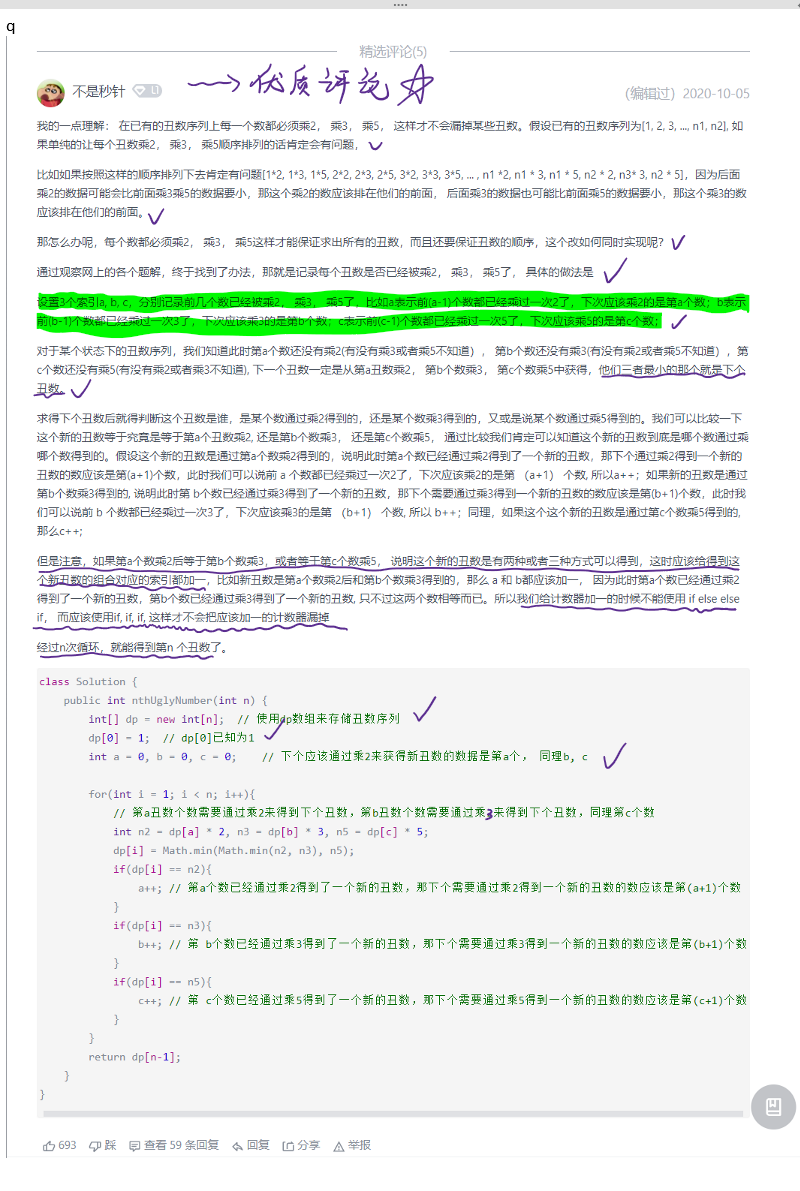 q
精选评论(5)
不是秒针 L1 → 优质评论 （编辑过）2020-10-05
我的一点理解： 在已有的丑数序列上每一个数都必须乘2， 乘3， 乘5， 这样才不会漏掉某些丑数。假设已有的丑数序列为[1, 2, 3, ..., n1, n2], 如
果单纯的让每个丑数乘2， 乘3， 乘5顺序排列的话肯定会有问题，
比如如果按照这样的顺序排列下去肯定有问题[1*2, 1*3, 1*5, 2*2, 2*3, 2*5, 3*2, 3*3, 3*5, ... , n1 *2, n1 * 3, n1 * 5, n2 * 2, n3* 3, n2 * 5]，因为后面
乘2的数据可能会比前面乘3乘5的数据要小，那这个乘2的数应该排在他们的前面， 后面乘3的数据也可能比前面乘5的数据要小，那这个乘3的数
应该排在他们的前面。
那怎么办呢，每个数都必须乘2， 乘3， 乘5这样才能保证求出所有的丑数，而且还要保证丑数的顺序，这个改如何同时实现呢?
通过观察网上的各个题解，终于找到了办法，那就是记录每个丑数是否已经被乘2， 乘3， 乘5了， 具体的做法是
设置3个索引a, b, c，分别记录前几个数已经被乘2， 乘3， 乘5了，比如a表示前(a-1)个数都已经乘过一次2了，下次应该乘2的是第a个数；b表示
前(b-1)个数都已经乘过一次3了，下次应该乘3的是第b个数；c表示前(c-1)个数都已经乘过一次5了，下次应该乘5的是第c个数；
对于某个状态下的丑数序列，我们知道此时第a个数还没有乘2(有没有乘3或者乘5不知道）， 第b个数还没有乘3(有没有乘2或者乘5不知道），第
c个数还没有乘5(有没有乘2或者乘3不知道), 下一个丑数一定是从第a丑数乘2， 第b个数乘3， 第c个数乘5中获得，他们三者最小的那个就是下个
丑数。
求得下个丑数后就得判断这个丑数是谁，是某个数通过乘2得到的，还是某个数乘3得到的，又或是说某个数通过乘5得到的。我们可以比较一下
这个新的丑数等于究竟是等于第a个丑数乘2, 还是第b个数乘3， 还是第c个数乘5， 通过比较我们肯定可以知道这个新的丑数到底是哪个数通过乘
哪个数得到的。假设这个新的丑数是通过第a个数乘2得到的，说明此时第a个数已经通过乘2得到了一个新的丑数，那下个通过乘2得到一个新的
丑数的数应该是第(a+1)个数，此时我们可以说前 a 个数都已经乘过一次2了，下次应该乘2的是第 （a+1） 个数, 所以a++；如果新的丑数是通过
第b个数乘3得到的, 说明此时第 b个数已经通过乘3得到了一个新的丑数，那下个需要通过乘3得到一个新的丑数的数应该是第(b+1)个数，此时我
们可以说前 b 个数都已经乘过一次3了，下次应该乘3的是第 （b+1） 个数, 所以 b++；同理，如果这个这个新的丑数是通过第c个数乘5得到的,
那么c++;
但是注意，如果第a个数乘2后等于第b个数乘3，或者等于第c个数乘5， 说明这个新的丑数是有两种或者三种方式可以得到，这时应该给得到这
个新丑数的组合对应的索引都加一，比如新丑数是第a个数乘2后和第b个数乘3得到的，那么 a 和 b都应该加一， 因为此时第a个数已经通过乘2
得到了一个新的丑数，第b个数已经通过乘3得到了一个新的丑数, 只不过这两个数相等而已。所以我们给计数器加一的时候不能使用 if else else
if， 而应该使用if, if, if, 这样才不会把应该加一的计数器漏掉
经过n次循环，就能得到第n 个丑数了。
class Solution {
public int nthUglyNumber(int n) {
int[] dp = new int[n]; // 使用dp数组来存储丑数序列
dp[0] = 1; // dp[0]已知为1
int a = 0, b = 0, c = 0; // 下个应该通过乘2来获得新丑数的数据是第a个， 同理b, c
for(int i = 1; i < n; i++){
// 第a丑数个数需要通过乘2来得到下个丑数，第b丑数个数需要通过乘3来得到下个丑数，同理第c个数
int n2 = dp[a] * 2, n3 = dp[b] * 3, n5 = dp[c] * 5;
dp[i] = Math.min(Math.min(n2, n3), n5);
if(dp[i] == n2){
a++; // 第a个数已经通过乘2得到了一个新的丑数，那下个需要通过乘2得到一个新的丑数的数应该是第(a+1)个数
}
if(dp[i] == n3){
b++; // 第 b个数已经通过乘3得到了一个新的丑数，那下个需要通过乘3得到一个新的丑数的数应该是第(b+1)个数
}
if(dp[i] == n5){
c++; // 第 c个数已经通过乘5得到了一个新的丑数，那下个需要通过乘5得到一个新的丑数的数应该是第(c+1)个数
}
}
return dp[n-1];
}
}
693 踩 查看 59 条回复 回复 分享 举报